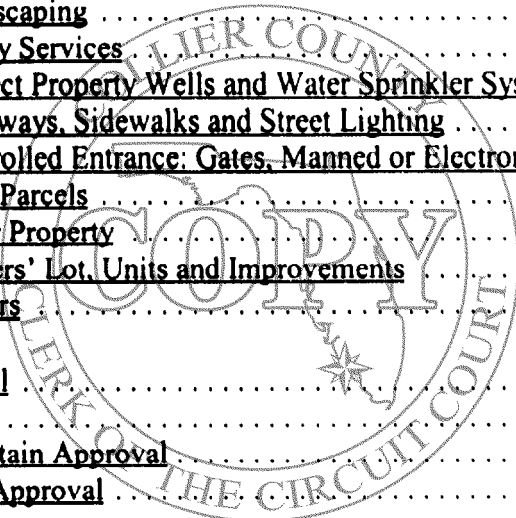 scaping . . . . . . . . . . . . . . . . . . . . . . . . . .
y Services . . . . . . . . . . . . . . . . . . . . . . . .
ct Property Wells and Water Sprinkler Sys
ways, Sidewalks and Street Lighting . . . .
rolled Entrance: Gates, Manned or Electron
Parcels . . . . . . . . . . . . . . . . . . . . . . . . . .
Property . . . . . . . . . . . . . . . . . . . . . . . . .
ers' Lot, Units and Improvements . . . . . .
rs . . . . . . . . . . . . . . . . . . . . . . . . . . . . . .
l . . . . . . . . . . . . . . . . . . . . . . . . . . . . . . .
tain Approval . . . . . . . . . . . . . . . . . . . . .
Approval . . . . . . . . . . . . . . . . . . . . . . . . .
COLLIER COUNTY
COPY
CLERK OF THE CIRCUIT COURT